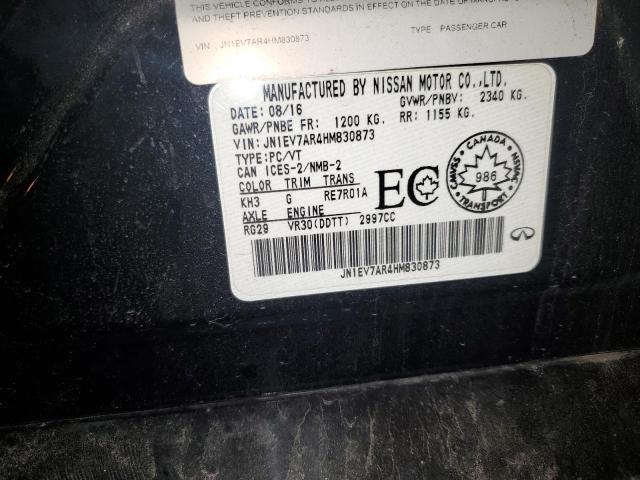 THIS VEHICLE CONFORMS TO
AND THEFT PREVENTION STANDARDS IN EFFECT ON THE DATE OF
VIN : JN1EV7AR4HM830873 TYPE : PASSENGER CAR
MANUFACTURED BY NISSAN MOTOR CO.,LTD.
DATE: 08/16 GVWR/PNBV: 2340 KG.
GAWR/PNBE FR: 1200 KG. RR: 1155 KG.
VIN: JN1EV7AR4HM830873
TYPE:PC/VT
CAN ICES-2/NMB-2
COLOR TRIM TRANS
KH3 G RE7R01A
AXLE ENGINE
RG29 VR30(DDTT) 2997CC
EC
CANADA
CMVSS 986 NSVAC
TRANSPORT
JN1EV7AR4HM830873